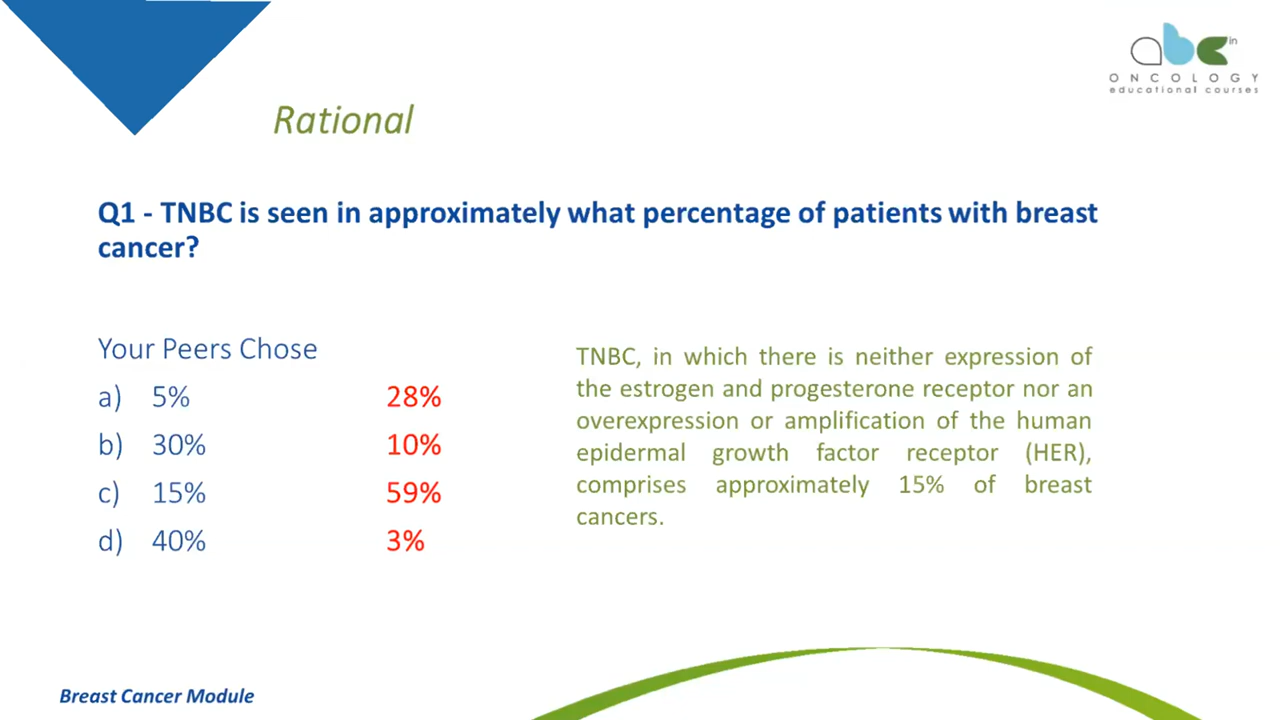 abc in
ONCOLOGY
educational courses
Rational
Q1 - TNBC is seen in approximately what percentage of patients with breast
cancer?
Your Peers Chose
a) 5% 28%
b) 30% 10%
c) 15% 59%
d) 40% 3%
TNBC, in which there is neither expression of
the estrogen and progesterone receptor nor an
overexpression or amplification of the human
epidermal growth factor receptor (HER),
comprises approximately 15% of breast
cancers.
Breast Cancer Module